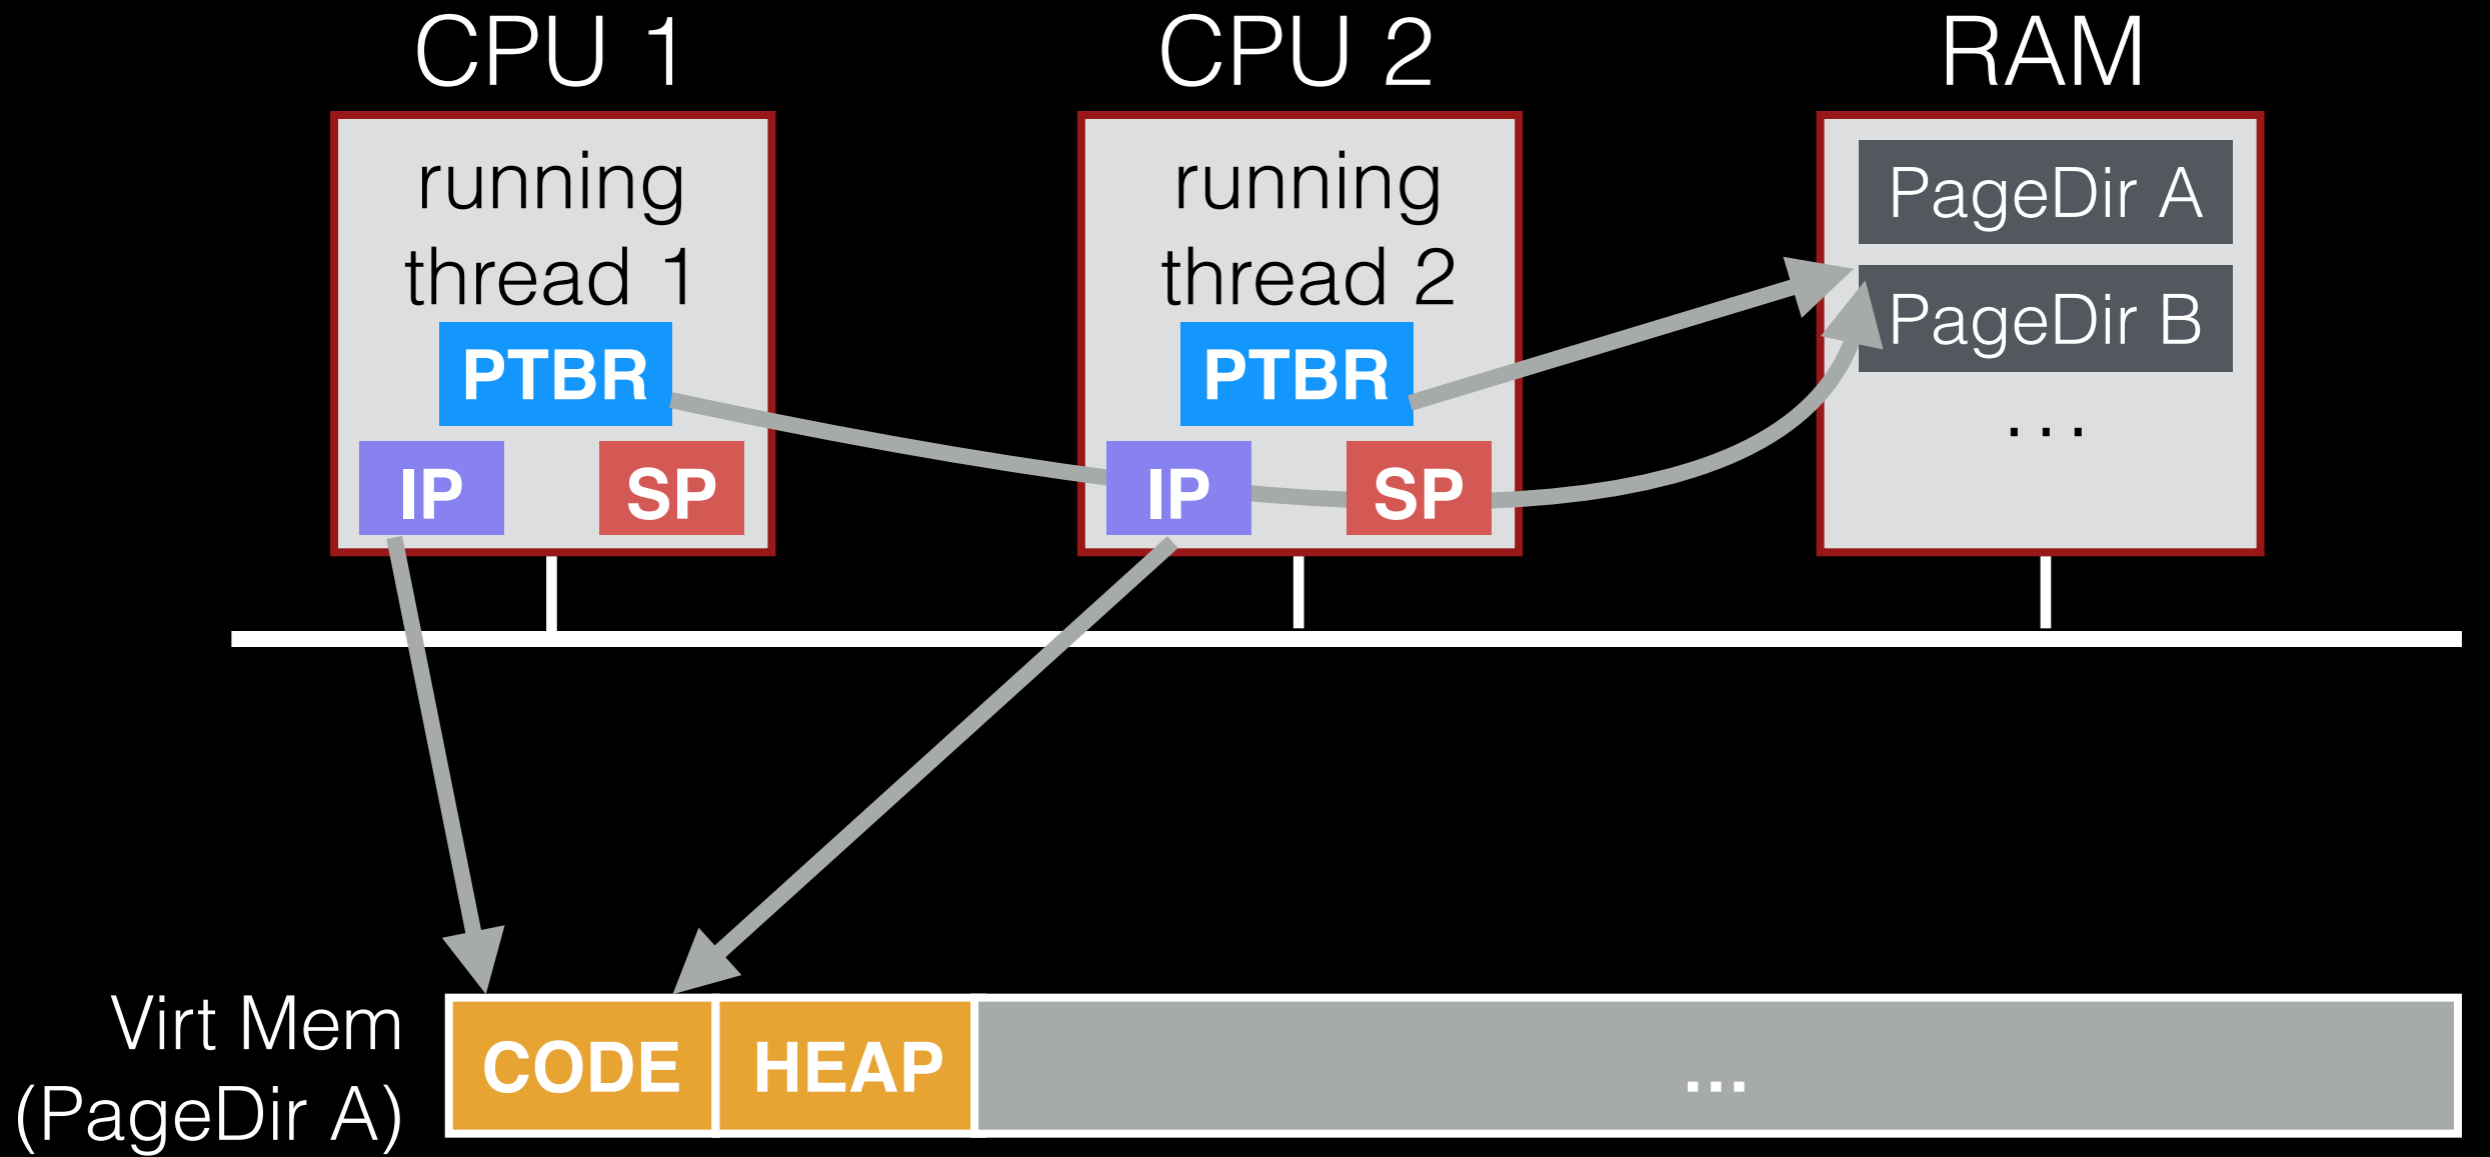 CPU 1
CPU 2
RAM
running
thread 1
PTBR
IP
SP
running
thread 2
PTBR
IP
SP
PageDir A
PageDir B
...
Virt Mem
(PageDir A)
CODE
HEAP
...